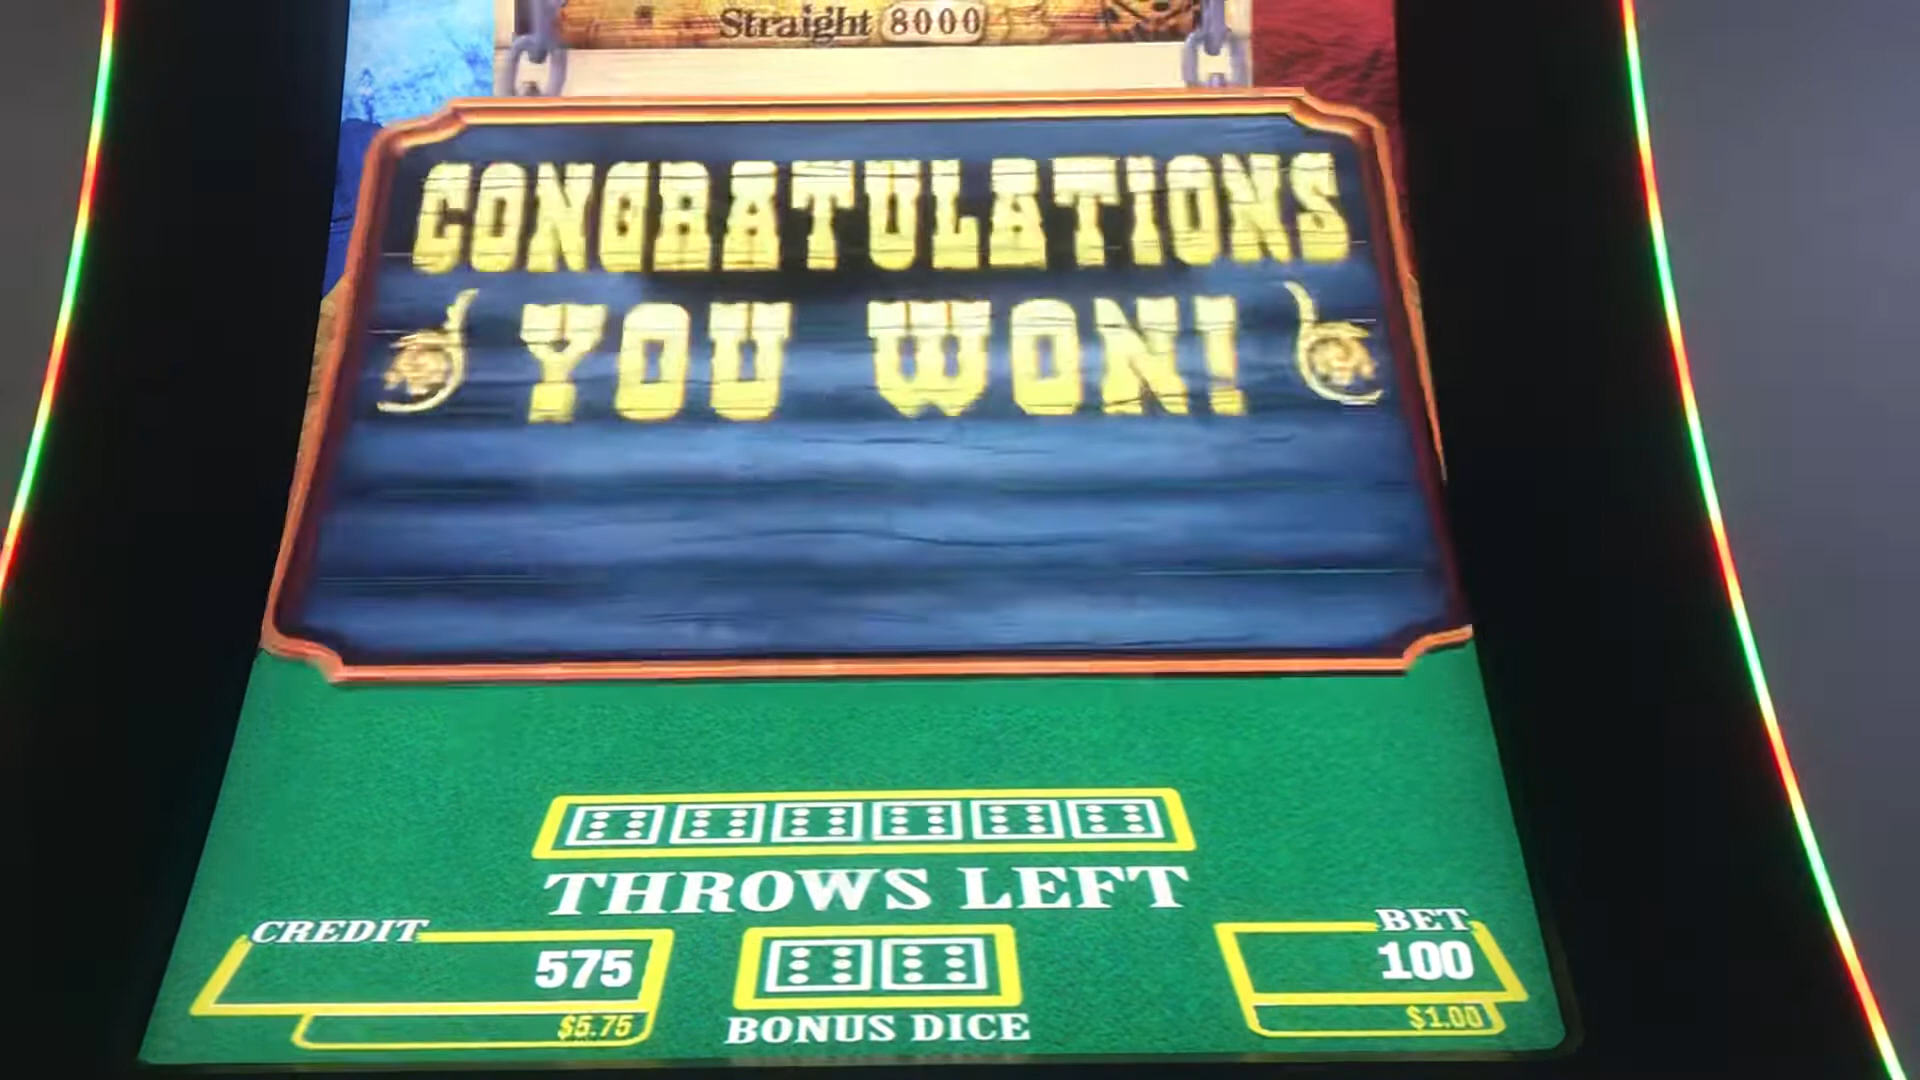 Straight 8000
CONGRATULATIONS
YOU WON!
THROWS LEFT
CREDIT
575
$5.75
BONUS DICE
BET
100
$1.00